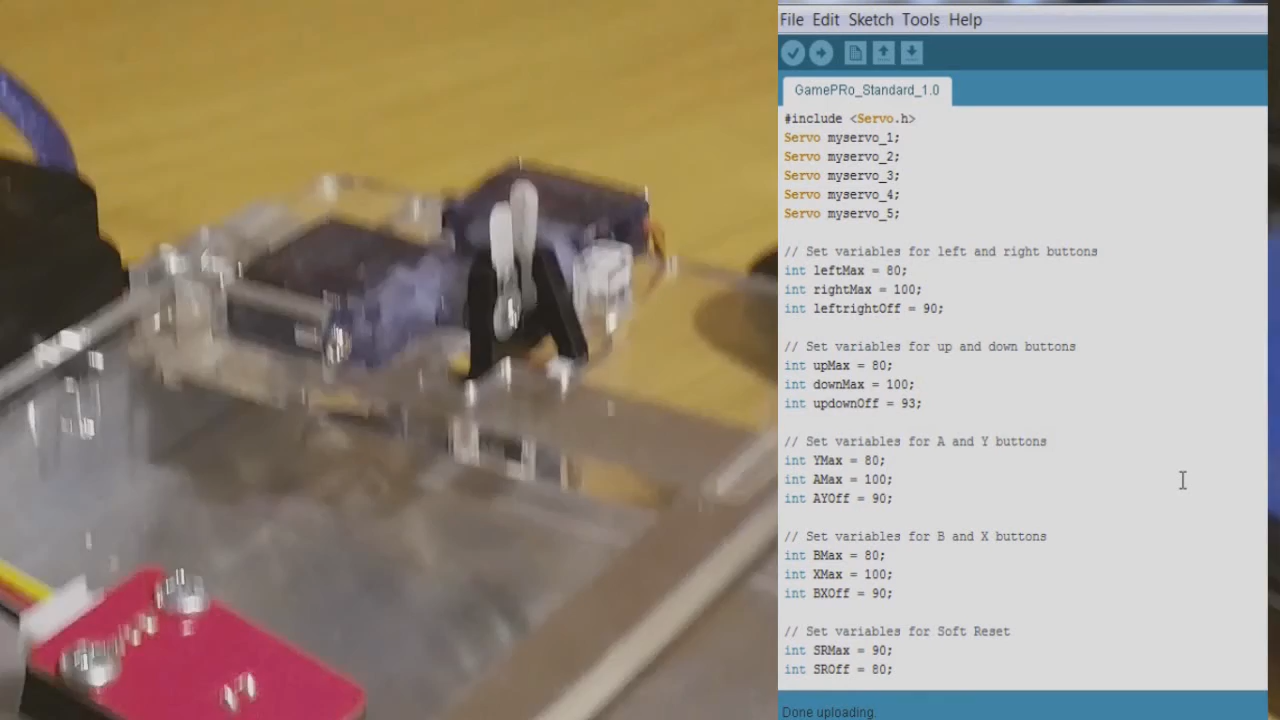 File Edit Sketch Tools Help
GamePRo_Standard_1.0
#include <Servo.h>
Servo myservo_1;
Servo myservo_2;
Servo myservo_3;
Servo myservo_4;
Servo myservo_5;
// Set variables for left and right buttons
int leftMax = 80;
int rightMax = 100;
int leftrightOff = 90;
// Set variables for up and down buttons
int upMax = 80;
int downMax = 100;
int updownOff = 93;
// Set variables for A and Y buttons
int YMax = 80;
int AMax = 100;
int AYOff = 90;
// Set variables for B and X buttons
int BMax = 80;
int XMax = 100;
int BXOff = 90;
// Set variables for Soft Reset
int SRMax = 90;
int SROff = 80;
Done uploading.